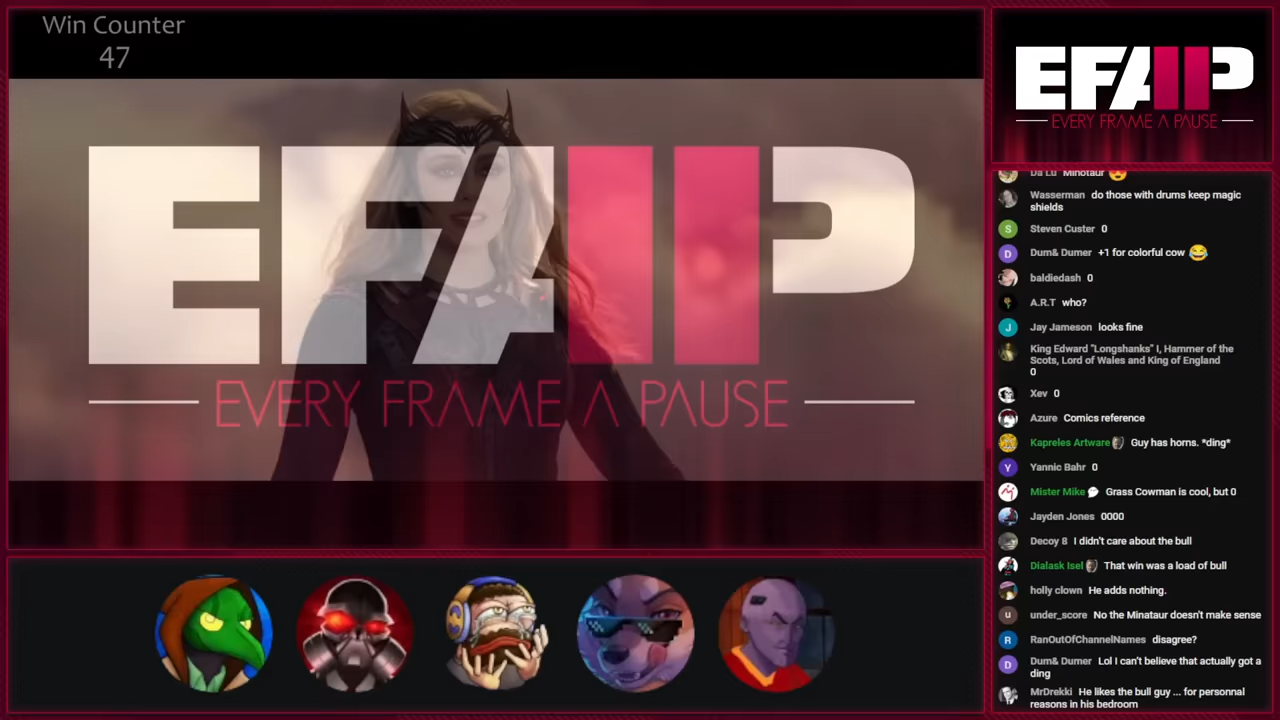 Win Counter
47
EFAP
EVERY FRAME A PAUSE
EFAP
EVERY FRAME A PAUSE
Da Lu Minotaur 😍
Wasserman do those with drums keep magic
shields
S
Steven Custer 0
D
Dum& Dumer +1 for colorful cow 😂
baldiedash 0
A.R.T who?
J
Jay Jameson looks fine
King Edward "Longshanks" I, Hammer of the
Scots, Lord of Wales and King of England
0
Xev 0
Azure Comics reference
Kapreles Artware Guy has horns. *ding*
Y
Yannic Bahr 0
Mister Mike Grass Cowman is cool, but 0
Jayden Jones 0000
Decoy 8 I didn't care about the bull
Dialask Isel That win was a load of bull
holly clown He adds nothing.
u
under_score No the Minataur doesn't make sense
R
RanOutOfChannelNames disagree?
D
Dum& Dumer Lol I can't believe that actually got a
ding
MrDrekki He likes the bull guy ... for personnal
reasons in his bedroom